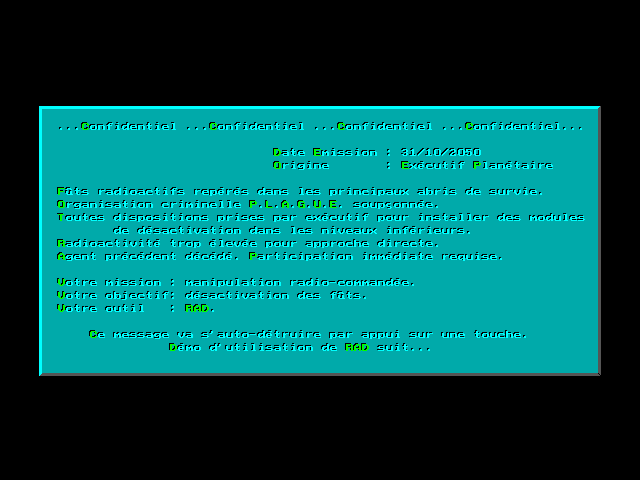 ...Confidentiel ...Confidentiel ...Confidentiel ...Confidentiel...
Date Emission : 31/10/2050
Origine : Exécutif Planétaire
Fûts radioactifs repérés dans les principaux abris de survie.
Organisation criminelle P.L.A.G.U.E. soupçonnée.
Toutes dispositions prises par exécutif pour installer des modules
de désactivation dans les niveaux inférieurs.
Radioactivité trop élevée pour approche directe.
Agent précédent décédé. Participation immédiate requise.
Votre mission : manipulation radio-commandée.
Votre objectif: désactivation des fûts.
Votre outil : RAD.
Ce message va s'auto-détruire par appui sur une touche.
Démo d'utilisation de RAD suit...